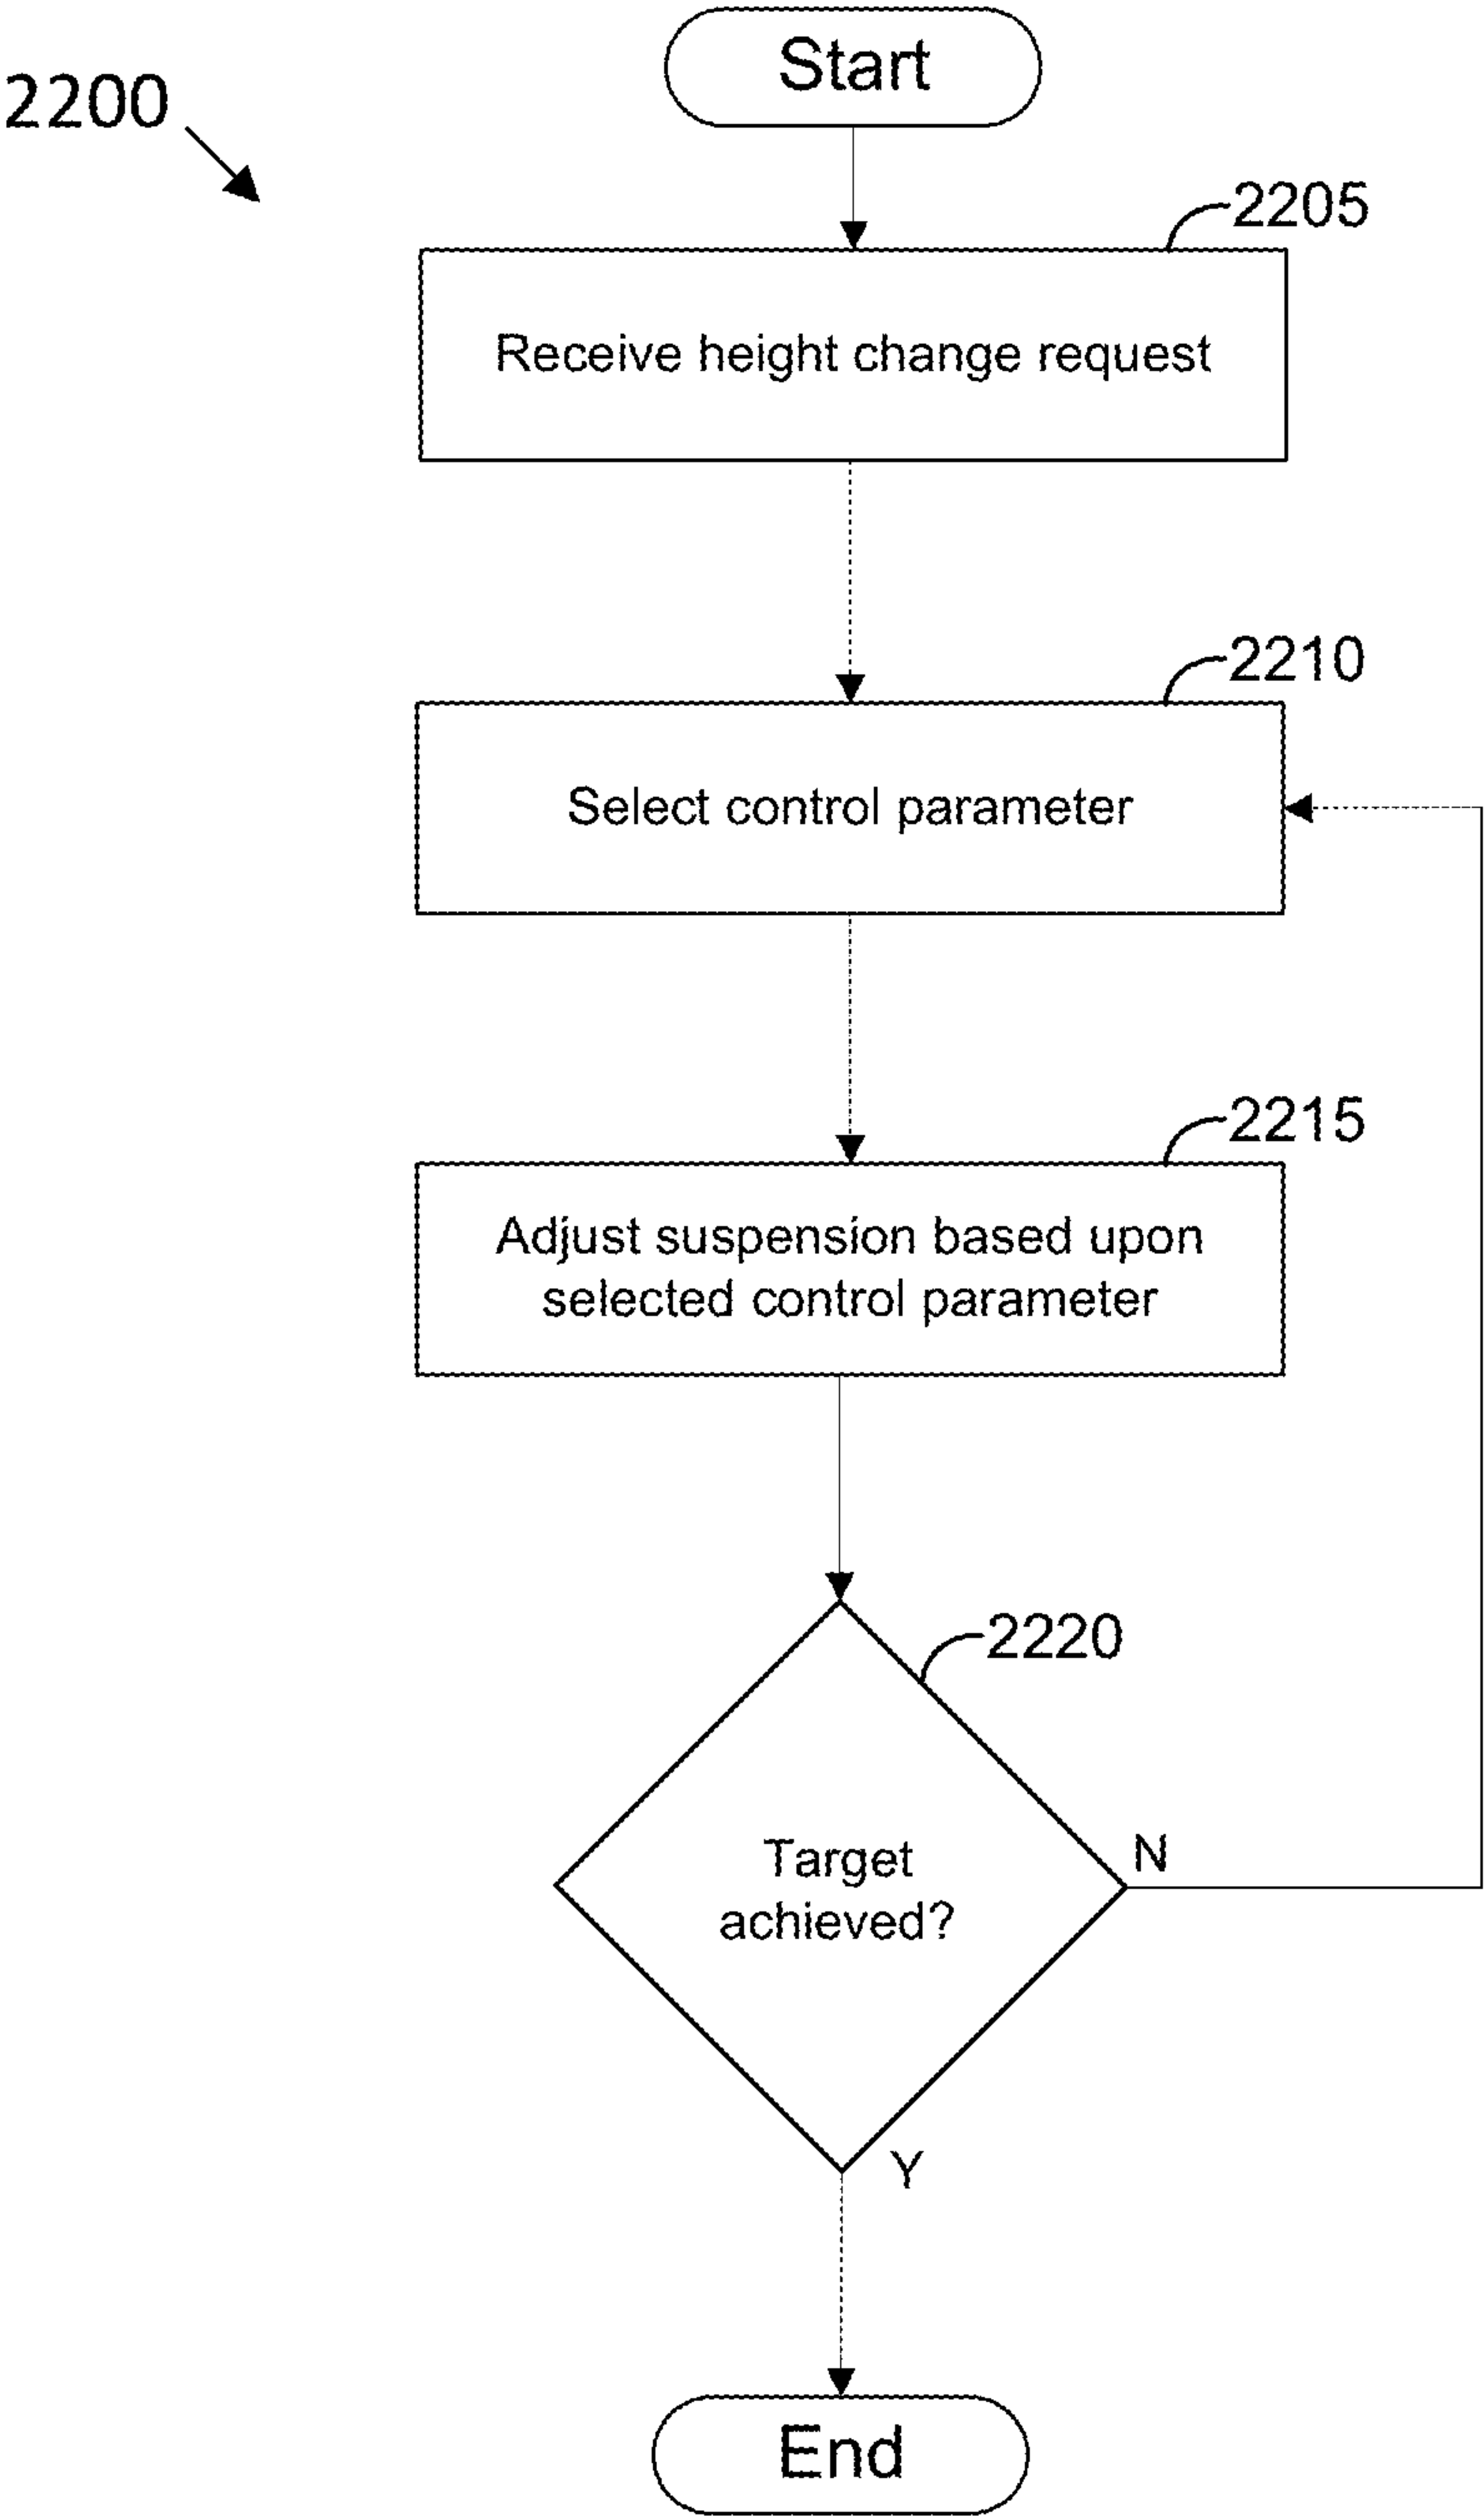 2200
Start
2205
Receive height change request
2210
Select control parameter
2215
Adjust suspension based upon
selected control parameter
2220
Target
achieved?
N
Y
End